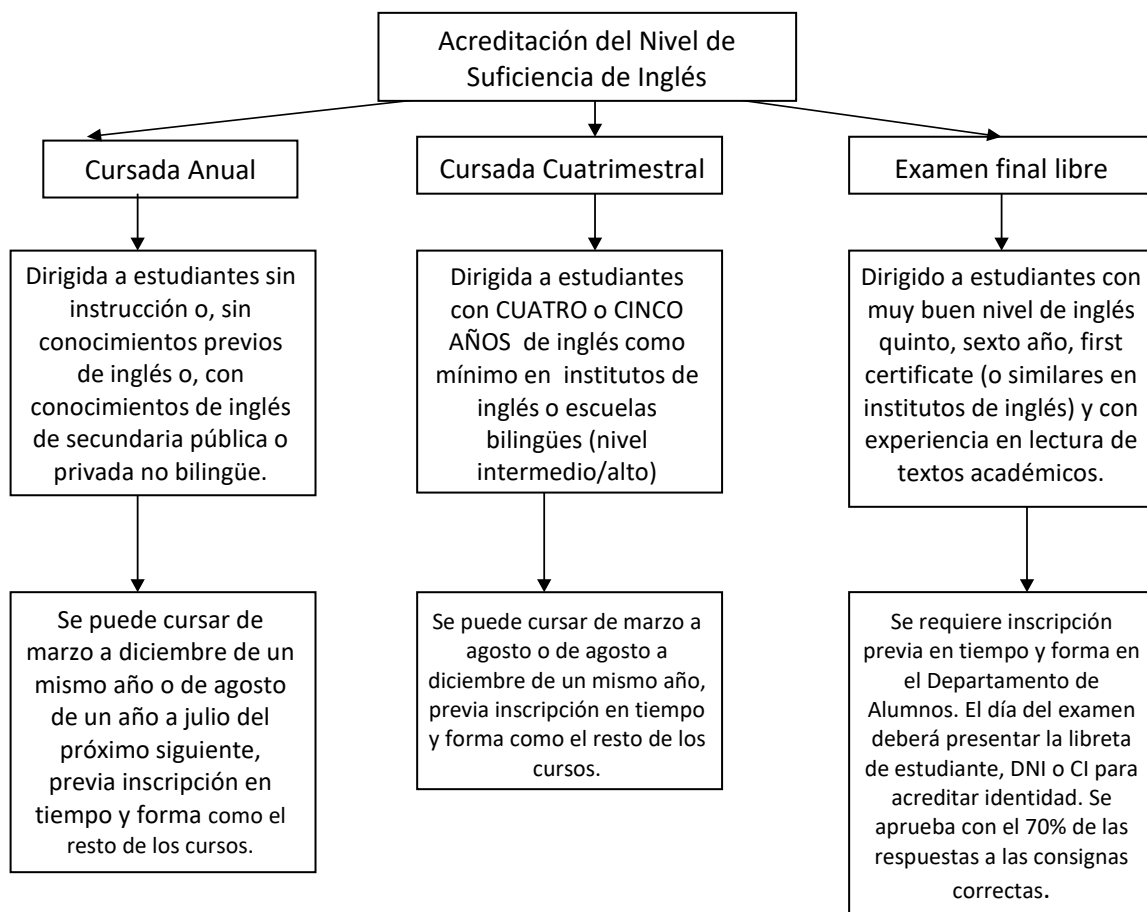 Acreditación del Nivel de
Suficiencia de Inglés
Cursada Anual
Cursada Cuatrimestral
Examen final libre
Dirigida a estudiantes sin
instrucción o, sin
conocimientos previos
de inglés o, con
conocimientos de inglés
de secundaria pública o
privada no bilingüe.
Dirigida a estudiantes
con CUATRO o CINCO
AÑOS de inglés como
mínimo en institutos de
inglés o escuelas
bilingües (nivel
intermedio/alto)
Dirigido a estudiantes con
muy buen nivel de inglés
quinto, sexto año, first
certificate (o similares en
institutos de inglés) y con
experiencia en lectura de
textos académicos.
Se puede cursar de
marzo a diciembre de un
mismo año o de agosto
de un año a julio del
próximo siguiente,
previa inscripción en
tiempo y forma como el
resto de los cursos.
Se puede cursar de marzo a
agosto o de agosto a
diciembre de un mismo año,
previa inscripción en tiempo
y forma como el resto de los
cursos.
Se requiere inscripción
previa en tiempo y forma en
el Departamento de
Alumnos. El día del examen
deberá presentar la libreta
de estudiante, DNI o CI para
acreditar identidad. Se
aprueba con el 70% de las
respuestas a las consignas
correctas.